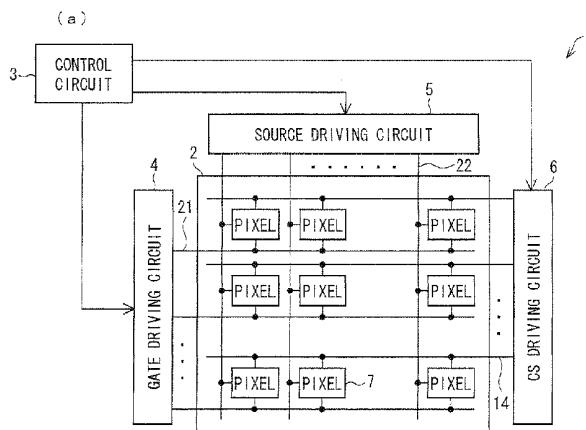 (a)
3
CONTROL
CIRCUIT
5
SOURCE DRIVING CIRCUIT
2
22
4
6
21
GATE DRIVING CIRCUIT
CS DRIVING CIRCUIT
PIXEL PIXEL PIXEL
PIXEL PIXEL PIXEL
PIXEL PIXEL 7 PIXEL
14